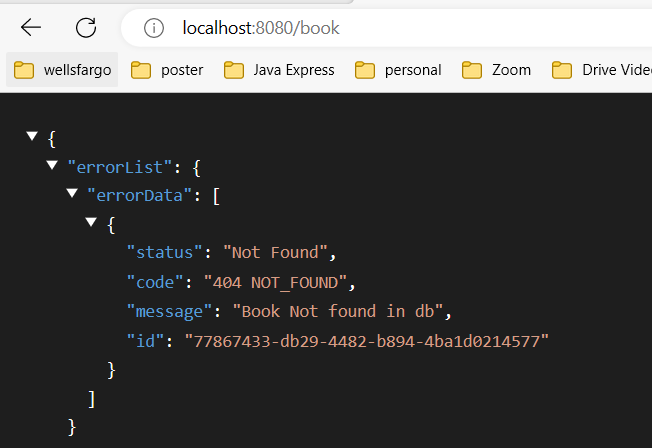 localhost:8080/book
wellsfargo poster Java Express personal Zoom Drive Vide
{
"errorList": {
"errorData": [
{
"status": "Not Found",
"code": "404 NOT_FOUND",
"message": "Book Not found in db",
"id": "77867433-db29-4482-b894-4ba1d0214577"
}
]
}